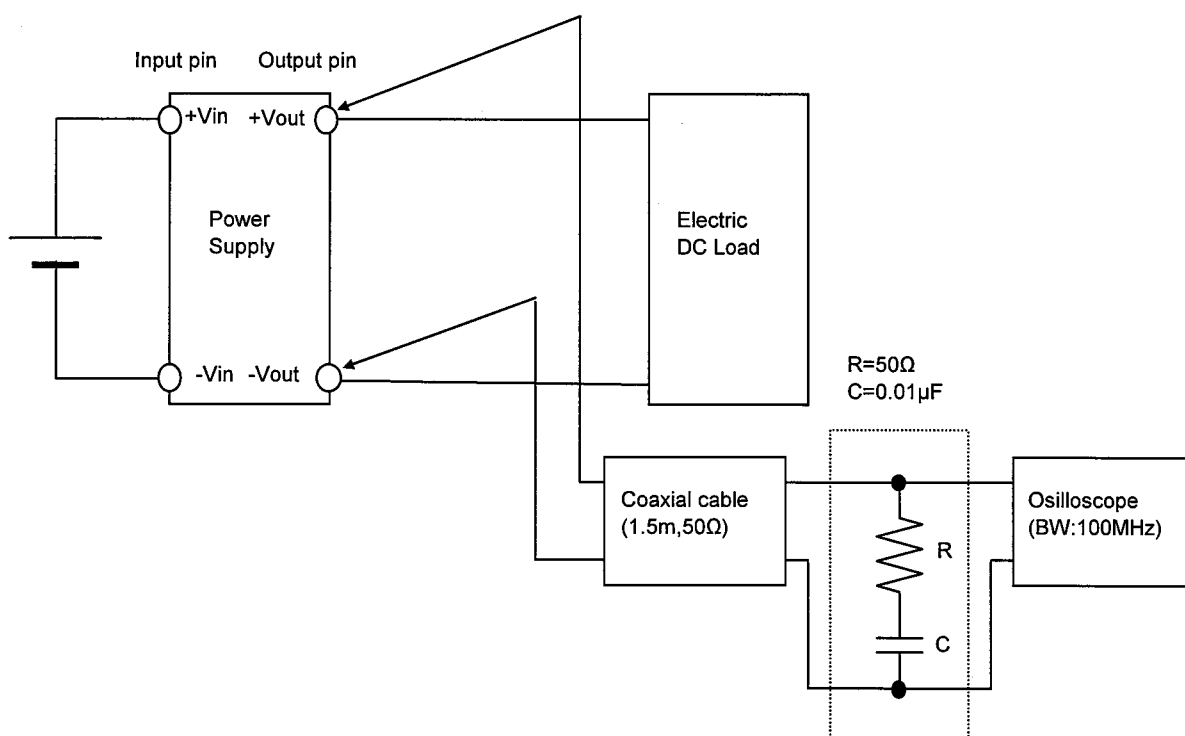 Input pin
Output pin
+Vin
+Vout
Power
Supply
Electric
DC Load
-Vin
-Vout
R=50Ω
C=0.01µF
Coaxial cable
(1.5m,50Ω)
R
C
Osilloscope
(BW:100MHz)